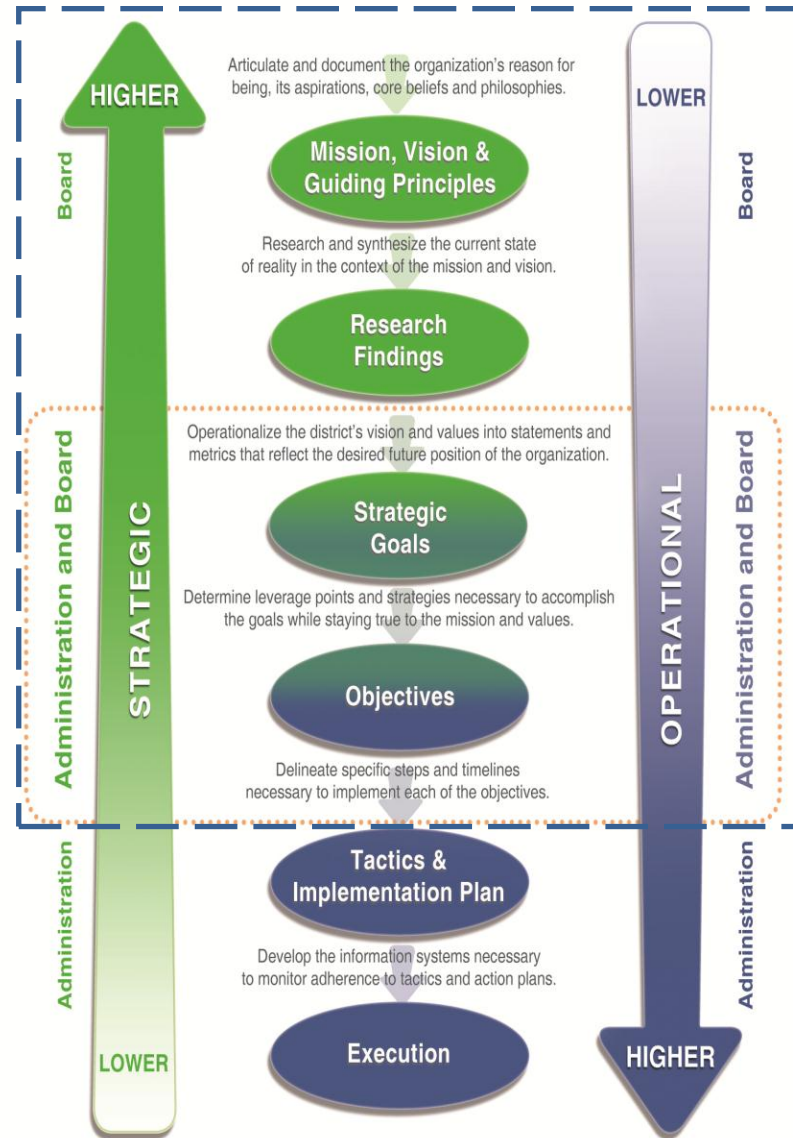 Articulate and document the organization's reason for
being, its aspirations, core beliefs and philosophies.
HIGHER
LOWER
Mission, Vision &
Guiding Principles
Board
Board
Research and synthesize the current state
of reality in the context of the mission and vision.
Research
Findings
Operationalize the district's vision and values into statements and
metrics that reflect the desired future position of the organization.
Strategic
Goals
Administration and Board
STRATEGIC
OPERATIONAL
Administration and Board
Determine leverage points and strategies necessary to accomplish
the goals while staying true to the mission and values.
Objectives
Delineate specific steps and timelines
necessary to implement each of the objectives.
Tactics &
Implementation Plan
Administration
Administration
Develop the information systems necessary
to monitor adherence to tactics and action plans.
Execution
LOWER
HIGHER